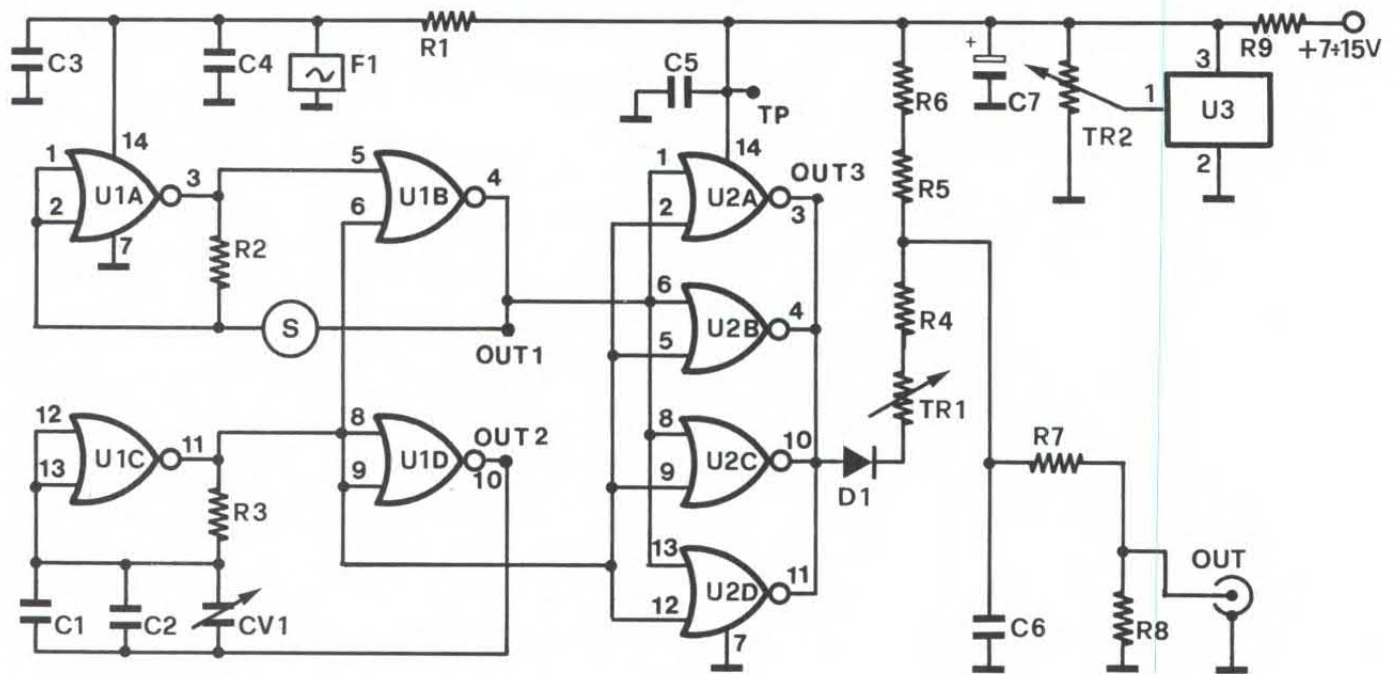 C3
C4
F1
R1
C5
TP
R6
+
C7
TR2
1
3
U3
2
R9
+7÷15V
1
2
14
U1A
3
7
R2
5
6
U1B
4
S
OUT1
1
2
14
U2A
OUT3
3
R5
6
5
U2B
4
R4
TR1
12
13
U1C
11
R3
8
9
U1D
OUT2
10
8
9
U2C
10
D1
R7
13
12
U2D
11
7
C1
C2
CV1
C6
R8
OUT